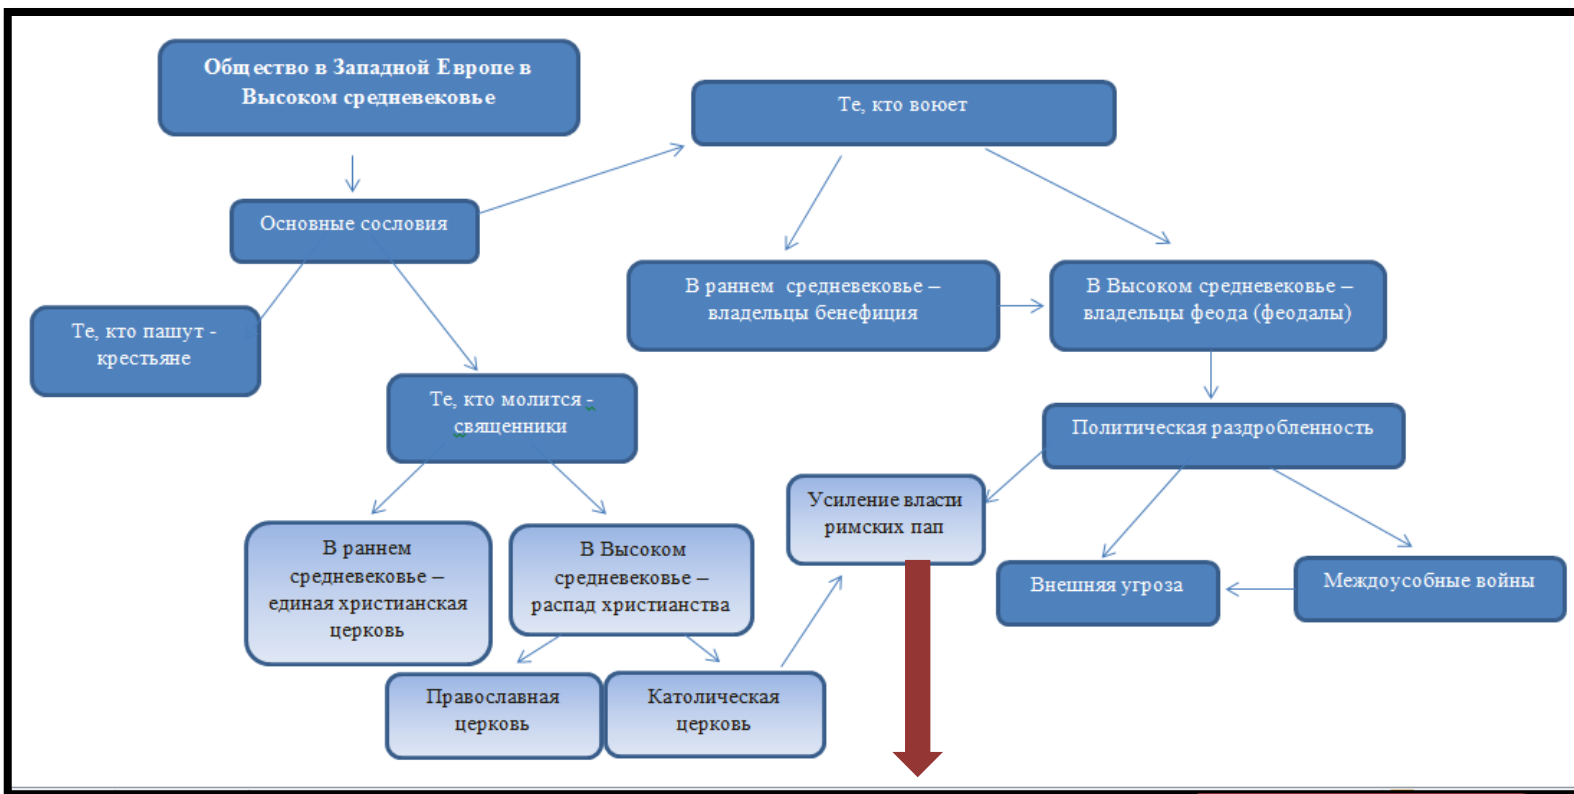 Общество в Западной Европе в
Высоком средневековье
Те, кто воюет
Основные сословия
В раннем средневековье –
владельцы бенефиция
В Высоком средневековье –
владельцы феода (феодалы)
Те, кто пашут -
крестьяне
Те, кто молится -
священники
Политическая раздробленность
Усиление власти
римских пап
В раннем
средневековье –
единая христианская
церковь
В Высоком
средневековье –
распад христианства
Внешняя угроза
Междоусобные войны
Православная
церковь
Католическая
церковь